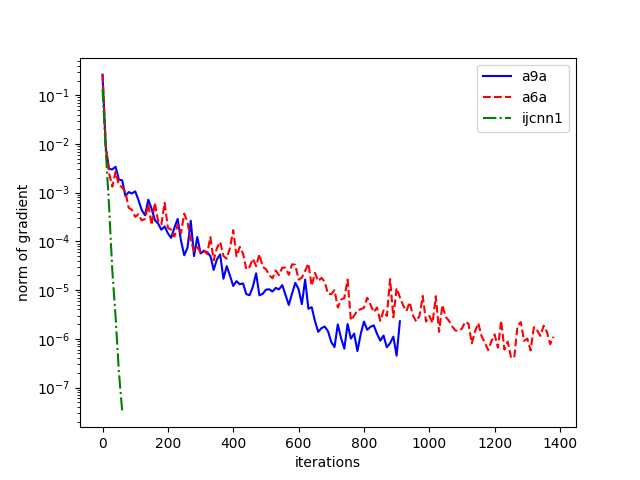 a9a
a6a
ijcnn1
norm of gradient
10⁻¹
10⁻²
10⁻³
10⁻⁴
10⁻⁵
10⁻⁶
10⁻⁷
0 200 400 600 800 1000 1200 1400
iterations